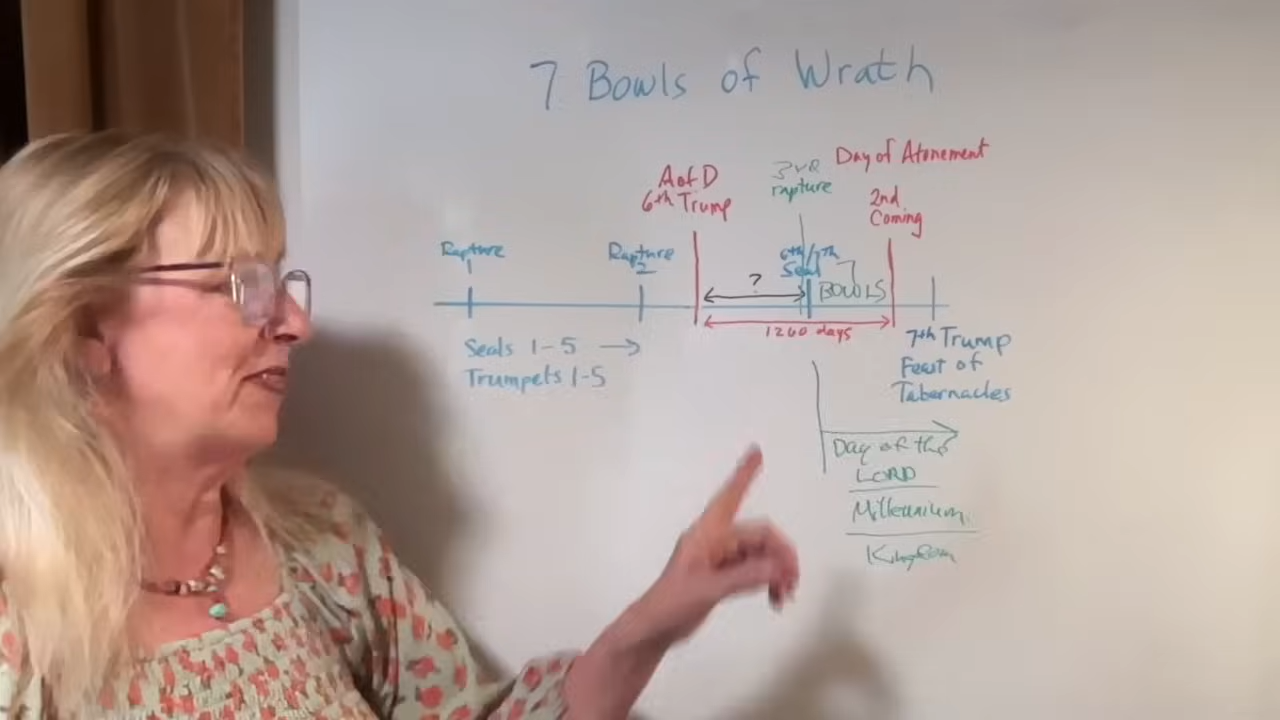 7 Bowls of Wrath
Day of Atonement
A of D
6th Trump
3rd
rapture
2nd
Coming
Rapture
1
Rapture
2
6th/7th
Seal
?
7
BOWLS
1260 days
Seals 1-5 →
Trumpets 1-5
7th Trump
Feast of
Tabernacles
Day of the
LORD
Millennium
Kingdom